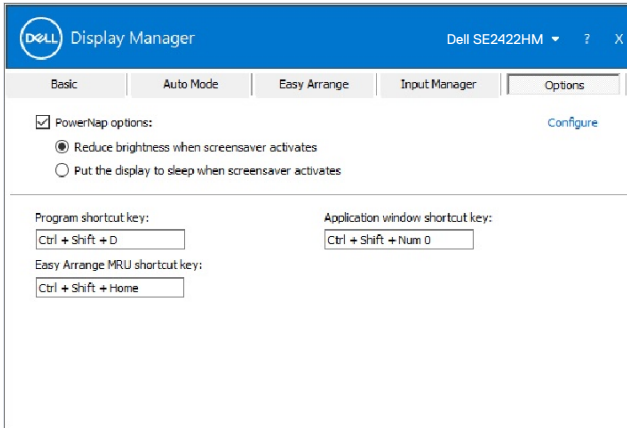 DELL Display Manager Dell SE2422HM ? X
Basic Auto Mode Easy Arrange Input Manager Options
PowerNap options: Configure
Reduce brightness when screensaver activates
Put the display to sleep when screensaver activates
Program shortcut key: Application window shortcut key:
Ctrl + Shift + D Ctrl + Shift + Num 0
Easy Arrange MRU shortcut key:
Ctrl + Shift + Home